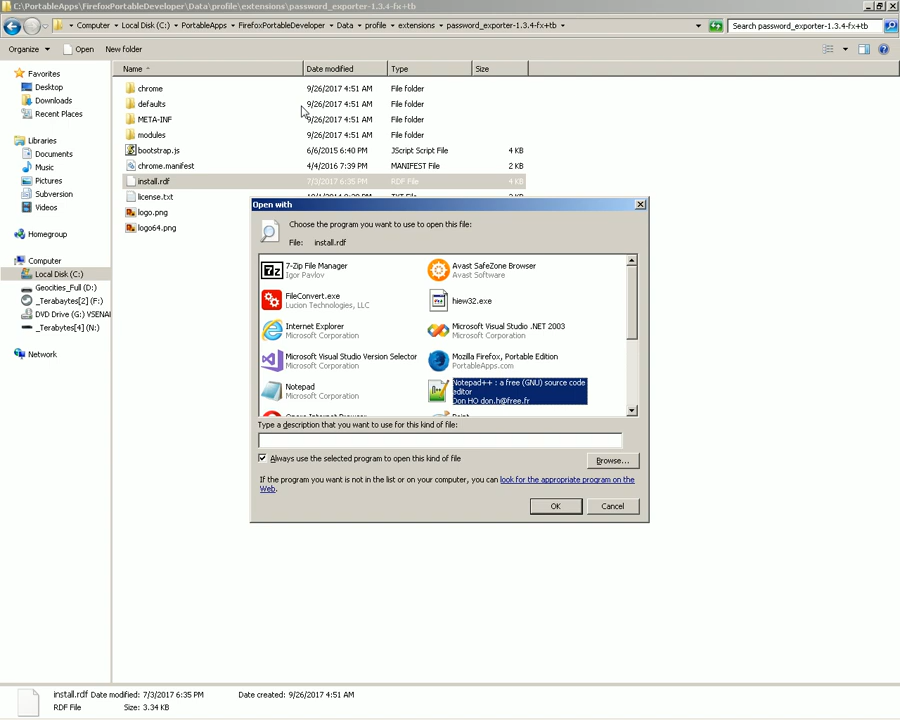 C:\PortableApps\FirefoxPortableDeveloper\Data\profile\extensions\password_exporter-1.3.4-fx+tb
Computer Local Disk (C:) PortableApps FirefoxPortableDeveloper Data profile extensions password_exporter-1.3.4-fx+tb
Search password_exporter-1.3.4-fx+tb
Organize Open New folder
Favorites
Desktop
Downloads
Recent Places
Libraries
Documents
Music
Pictures
Subversion
Videos
Homegroup
Computer
Local Disk (C:)
Geocities_Full (D:)
_Terabaytes[2] (F:)
DVD Drive (G:) VSENA
_Terabytes[4] (N:)
Network
Name Date modified Type Size
chrome 9/26/2017 4:51 AM File folder
defaults 9/26/2017 4:51 AM File folder
META-INF 9/26/2017 4:51 AM File folder
modules 9/26/2017 4:51 AM File folder
bootstrap.js 6/6/2015 6:40 PM JScript Script File 4 KB
chrome.manifest 4/4/2016 7:39 PM MANIFEST File 2 KB
install.rdf 7/3/2017 6:35 PM RDF File 4 KB
license.txt
logo.png
logo64.png
Open with
Choose the program you want to use to open this file:
File: install.rdf
7-Zip File Manager
Igor Pavlov
Avast SafeZone Browser
Avast Software
FileConvert.exe
Lucion Technologies, LLC
hiew32.exe
Internet Explorer
Microsoft Corporation
Microsoft Visual Studio .NET 2003
Microsoft Corporation
Microsoft Visual Studio Version Selector
Microsoft Corporation
Mozilla Firefox, Portable Edition
PortableApps.com
Notepad
Microsoft Corporation
Notepad++ : a free (GNU) source code
editor
Don HO don.h@free.fr
Type a description that you want to use for this kind of file:
Always use the selected program to open this kind of file
Browse...
If the program you want is not in the list or on your computer, you can look for the appropriate program on the
Web.
OK Cancel
install.rdf Date modified: 7/3/2017 6:35 PM Date created: 9/26/2017 4:51 AM
RDF File Size: 3.34 KB